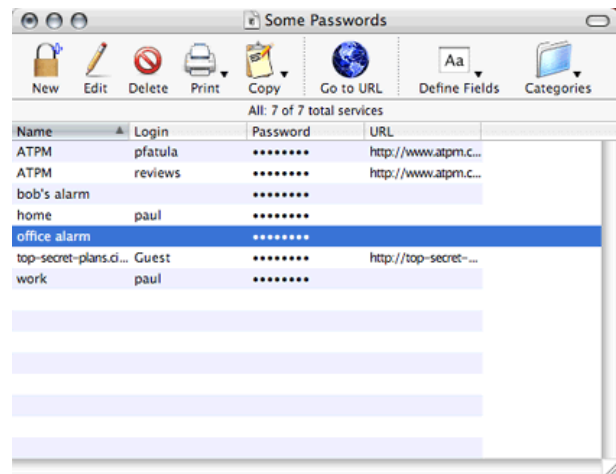 Some Passwords
New Edit Delete Print Copy Go to URL Aa Define Fields Categories
All: 7 of 7 total services
Name Login Password URL
ATPM pfatula •••••••• http://www.atpm.c...
ATPM reviews •••••••• http://www.atpm.c...
bob's alarm ••••••••
home paul ••••••••
office alarm ••••••••
top-secret-plans.ci... Guest •••••••• http://top-secret-...
work paul ••••••••